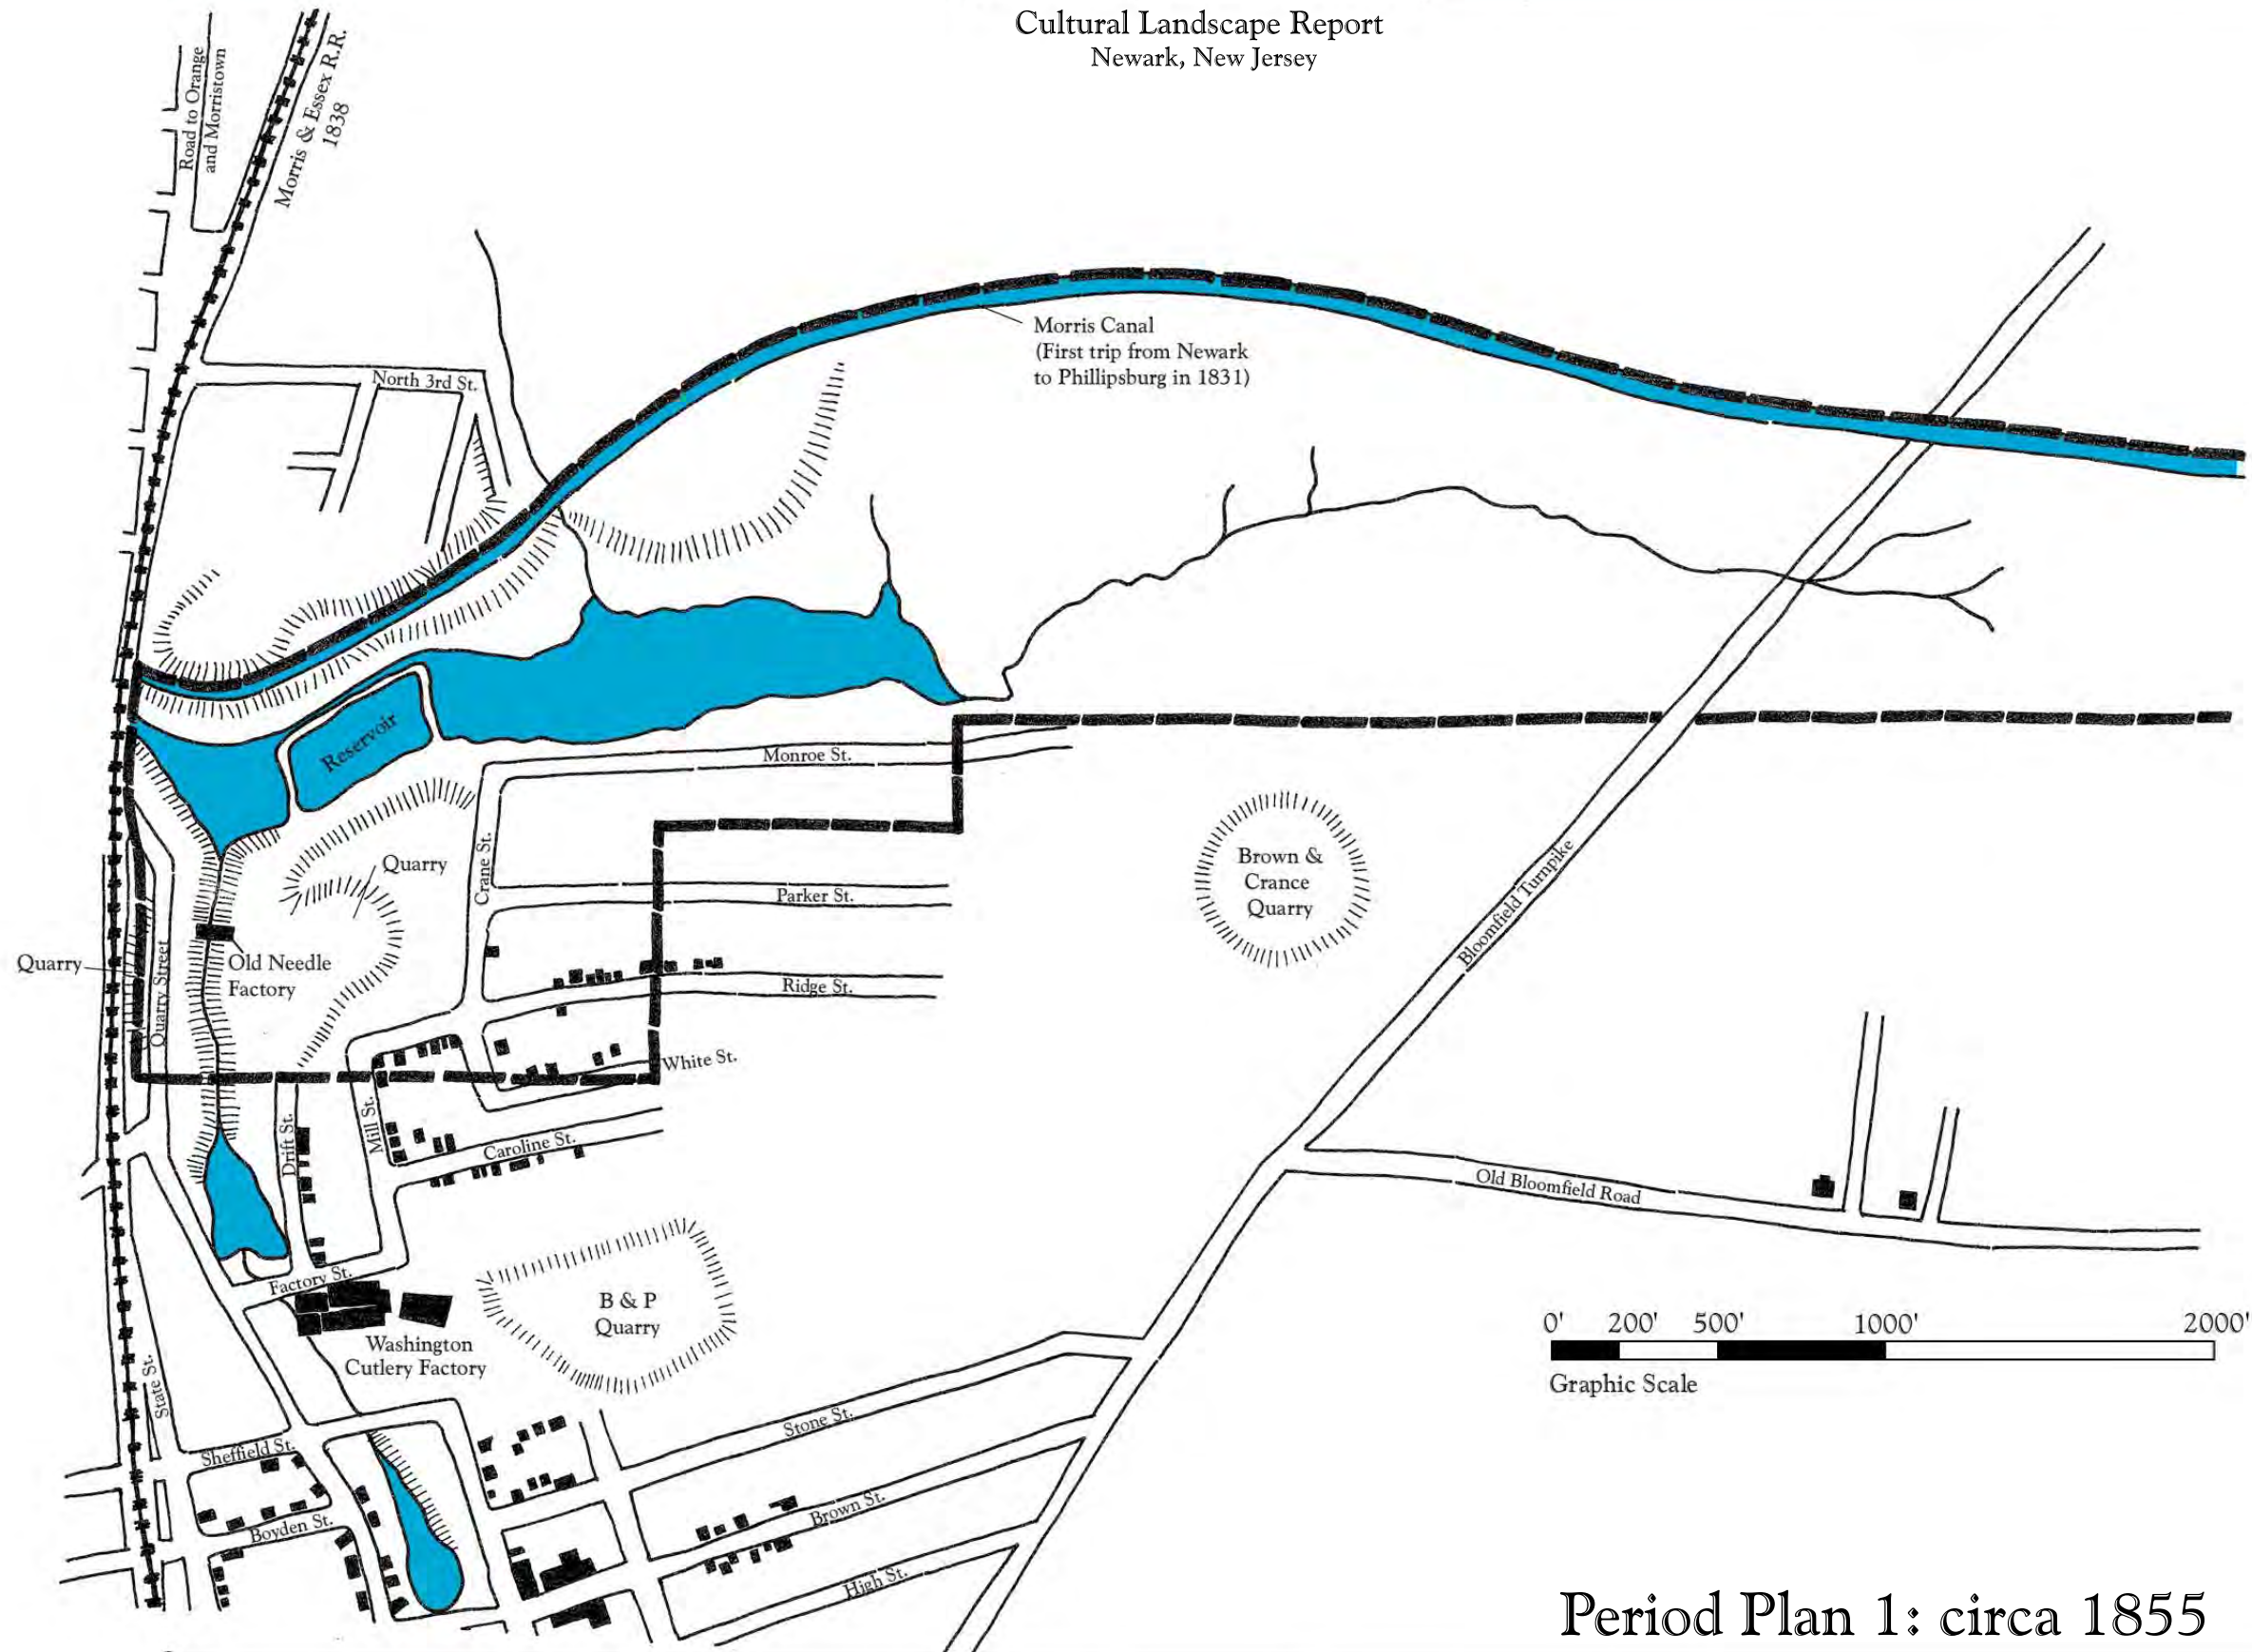 Cultural Landscape Report
Newark, New Jersey
Road to Orange
and Morristown
Morris & Essex R.R.
1838
North 3rd St.
Morris Canal
(First trip from Newark
to Phillipsburg in 1831)
Reservoir
Monroe St.
Crane St.
Quarry
Parker St.
Brown &
Crance
Quarry
Bloomfield Turnpike
Quarry
Quarry Street
Old Needle
Factory
Ridge St.
White St.
Drift St.
Mill St.
Caroline St.
Old Bloomfield Road
Factory St.
B & P
Quarry
Washington
Cutlery Factory
0' 200' 500' 1000' 2000'
Graphic Scale
State St.
Stone St.
Sheffield St.
Boyden St.
Brown St.
High St.
Period Plan 1: circa 1855